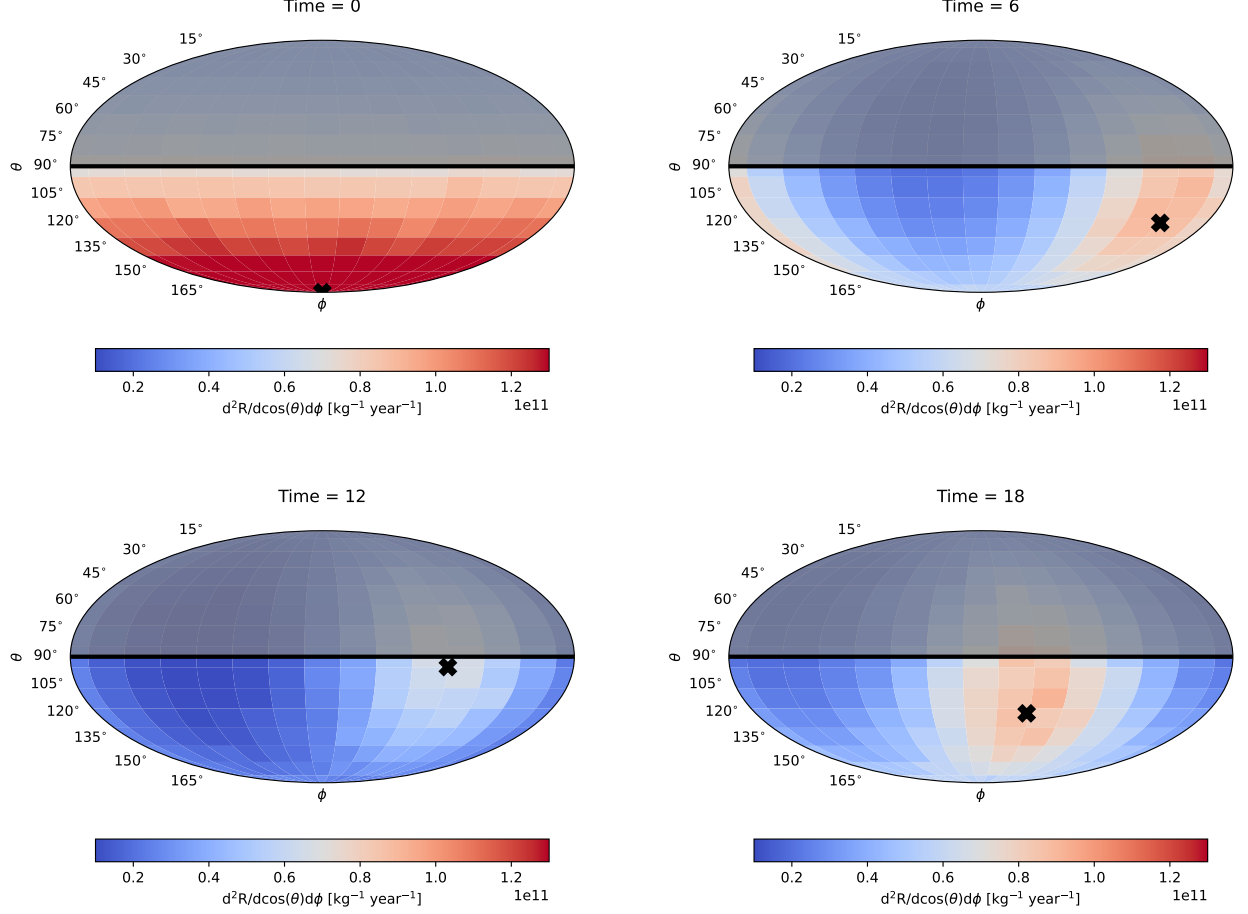 Time = 0
15°
30°
45°
60°
75°
θ 90°
105°
120°
135°
150°
165°
ϕ
0.2 0.4 0.6 0.8 1.0 1.2
1e11
d²R/dcos(θ)dϕ [kg⁻¹ year⁻¹]
Time = 6
15°
30°
45°
60°
75°
θ 90°
105°
120°
135°
150°
165°
ϕ
0.2 0.4 0.6 0.8 1.0 1.2
1e11
d²R/dcos(θ)dϕ [kg⁻¹ year⁻¹]
Time = 12
15°
30°
45°
60°
75°
θ 90°
105°
120°
135°
150°
165°
ϕ
0.2 0.4 0.6 0.8 1.0 1.2
1e11
d²R/dcos(θ)dϕ [kg⁻¹ year⁻¹]
Time = 18
15°
30°
45°
60°
75°
θ 90°
105°
120°
135°
150°
165°
ϕ
0.2 0.4 0.6 0.8 1.0 1.2
1e11
d²R/dcos(θ)dϕ [kg⁻¹ year⁻¹]